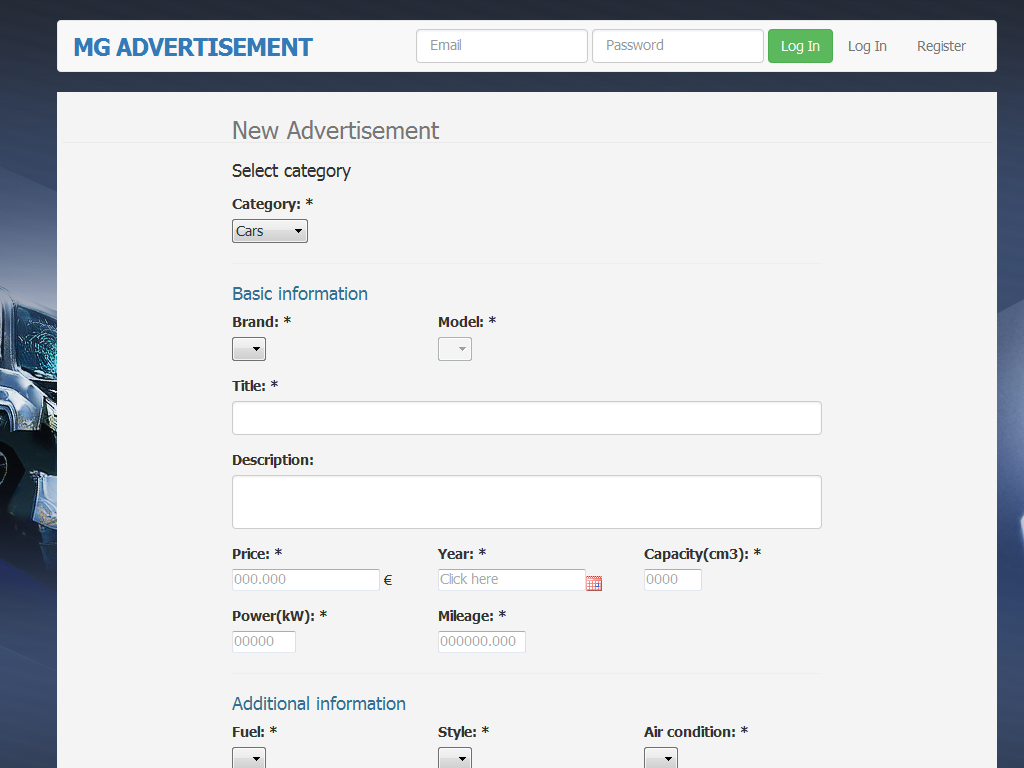 MG ADVERTISEMENT Email Password Log In Log In Register
New Advertisement
Select category
Category: *
Cars
Basic information
Brand: * Model: *
Title: *
Description:
Price: * Year: * Capacity(cm3): *
000.000 € Click here 0000
Power(kW): * Mileage: *
00000 000000.000
Additional information
Fuel: * Style: * Air condition: *